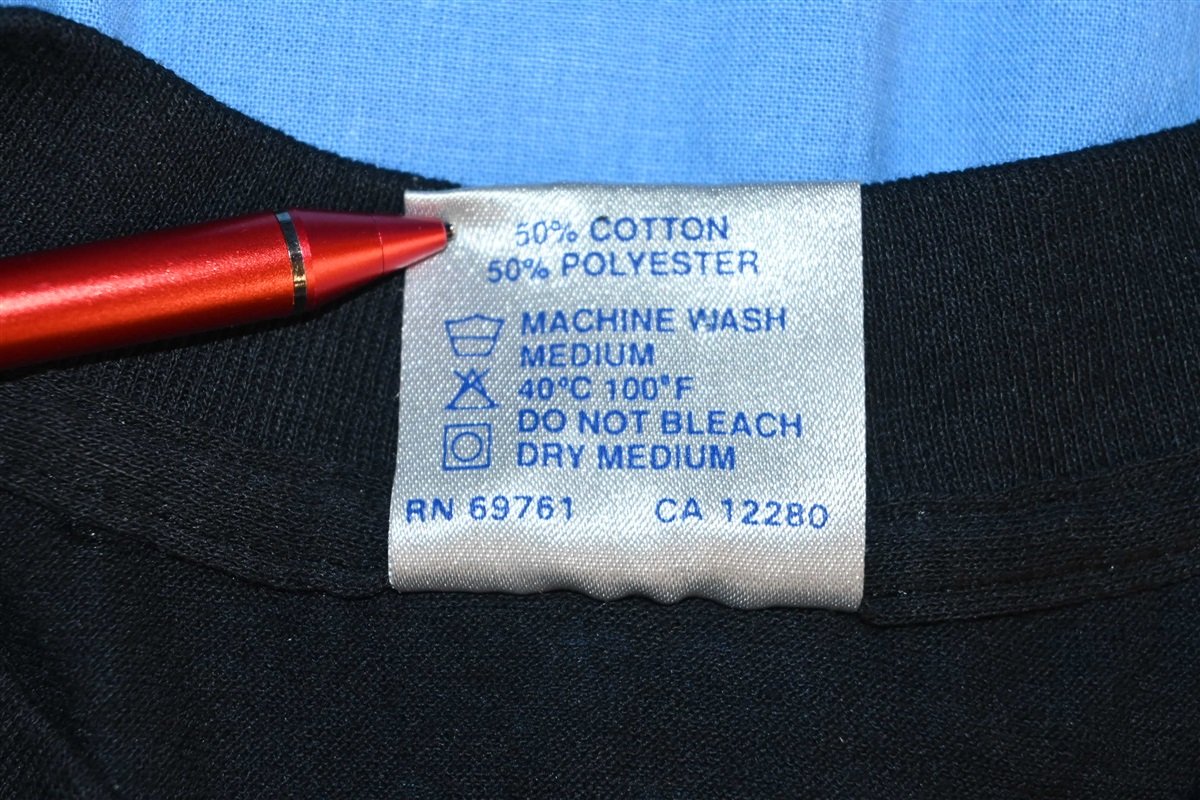 50% COTTON
50% POLYESTER
MACHINE WASH
MEDIUM
40°C 100°F
DO NOT BLEACH
DRY MEDIUM
RN 69761 CA 12280